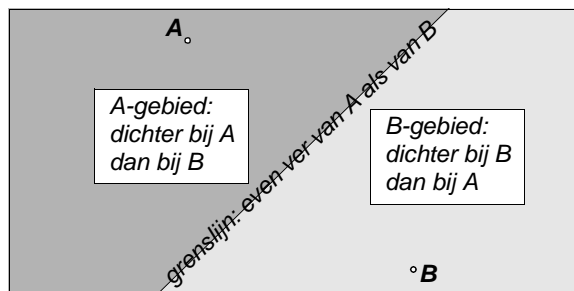 A
A-gebied:
dichter bij A
dan bij B
grenslijn: even ver van A als van B
B-gebied:
dichter bij B
dan bij A
B